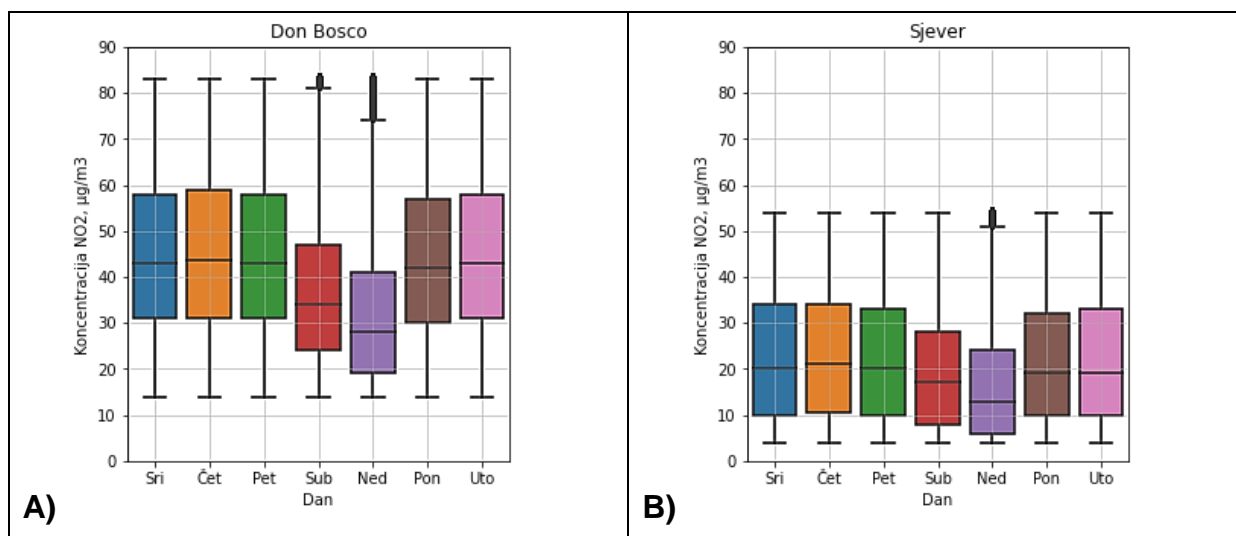 Don Bosco
90
80
70
60
50
40
30
20
10
0
Koncentracija NO2, µg/m3
Sri Čet Pet Sub Ned Pon Uto
Dan
A)
Sjever
90
80
70
60
50
40
30
20
10
0
Koncentracija NO2, µg/m3
Sri Čet Pet Sub Ned Pon Uto
Dan
B)